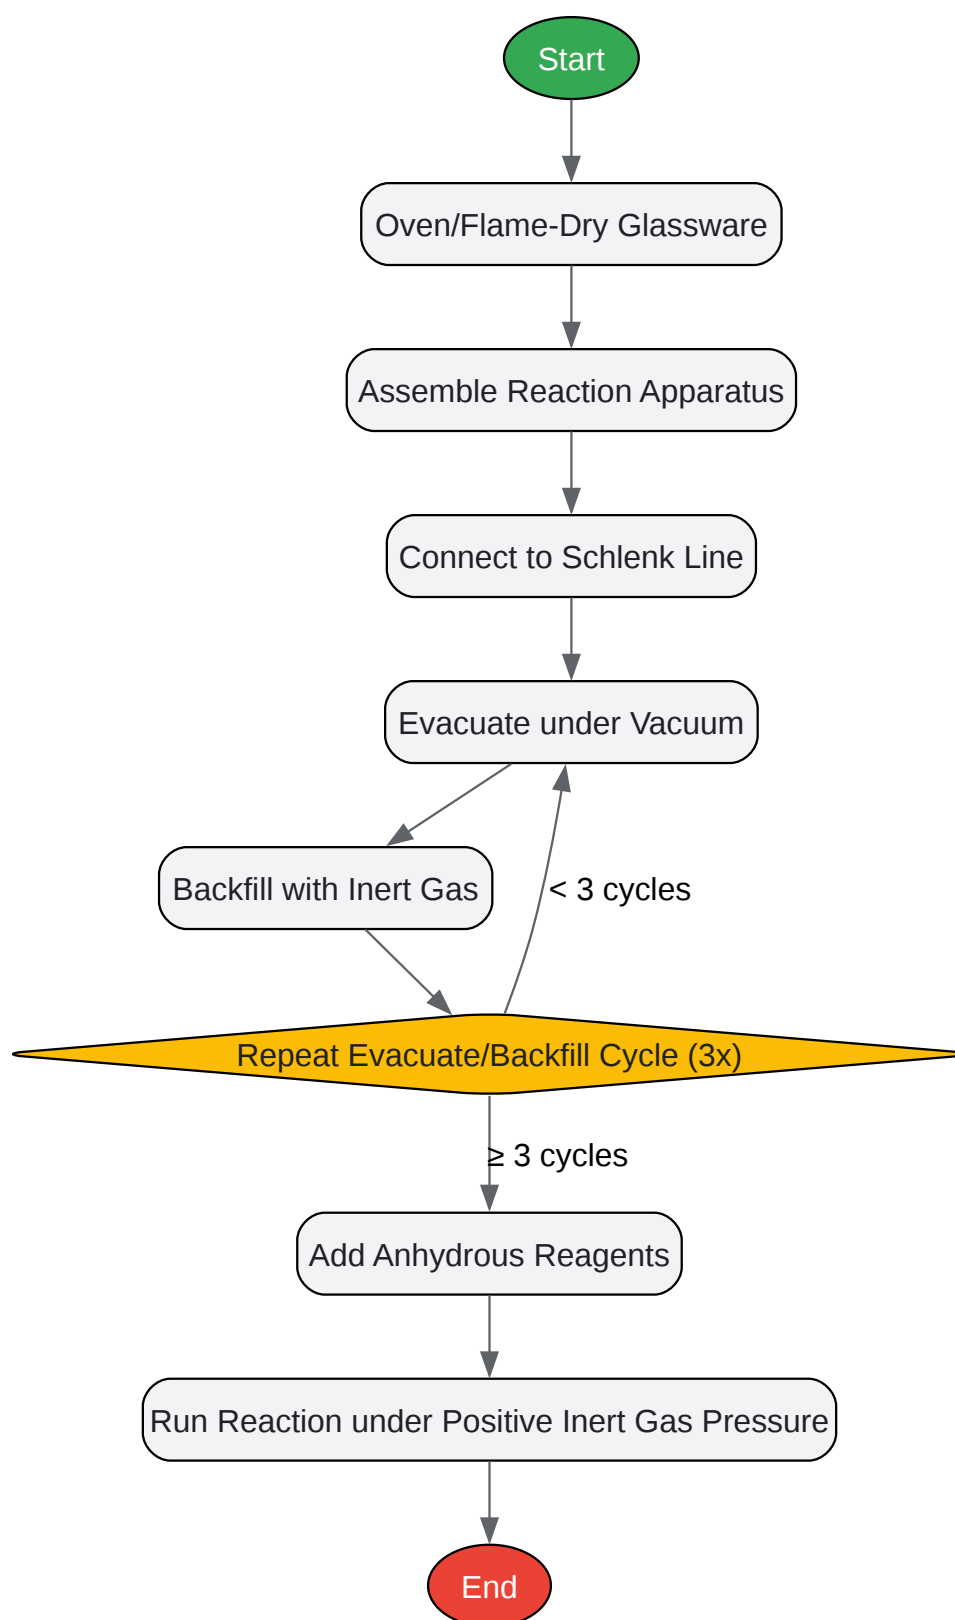 Start
Oven/Flame-Dry Glassware
Assemble Reaction Apparatus
Connect to Schlenk Line
Evacuate under Vacuum
Backfill with Inert Gas
< 3 cycles
Repeat Evacuate/Backfill Cycle (3x)
≥ 3 cycles
Add Anhydrous Reagents
Run Reaction under Positive Inert Gas Pressure
End